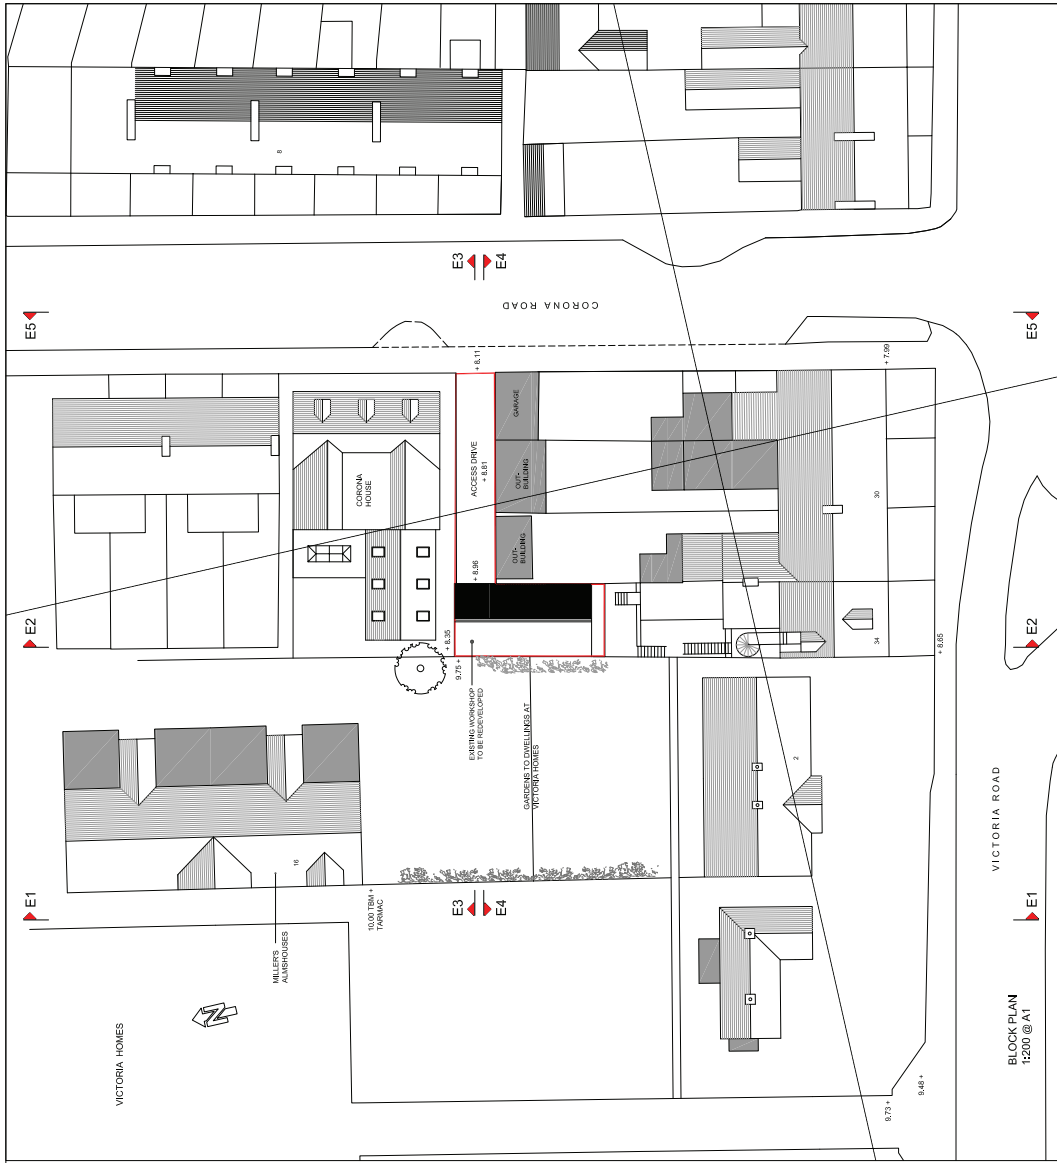 8
E3
E4
E5
E5
CORONA ROAD
+ 8.11
+ 7.99
GARAGE
ACCESS DRIVE
+ 8.81
CORONA
HOUSE
OUT-
BUILDING
30
OUT-
BUILDING
+ 8.96
E2
E2
+ 8.35
9.75 +
34
+ 8.65
EXISTING WORKSHOP
TO BE REDEVELOPED
GARDENS TO DWELLINGS AT
VICTORIA HOMES
2
VICTORIA ROAD
16
E1
E3
E4
E1
10.00 TBM +
TARMAC
MILLER'S
ALMSHOUSES
N
VICTORIA HOMES
BLOCK PLAN
1:200 @ A1
9.48 +
9.73 +